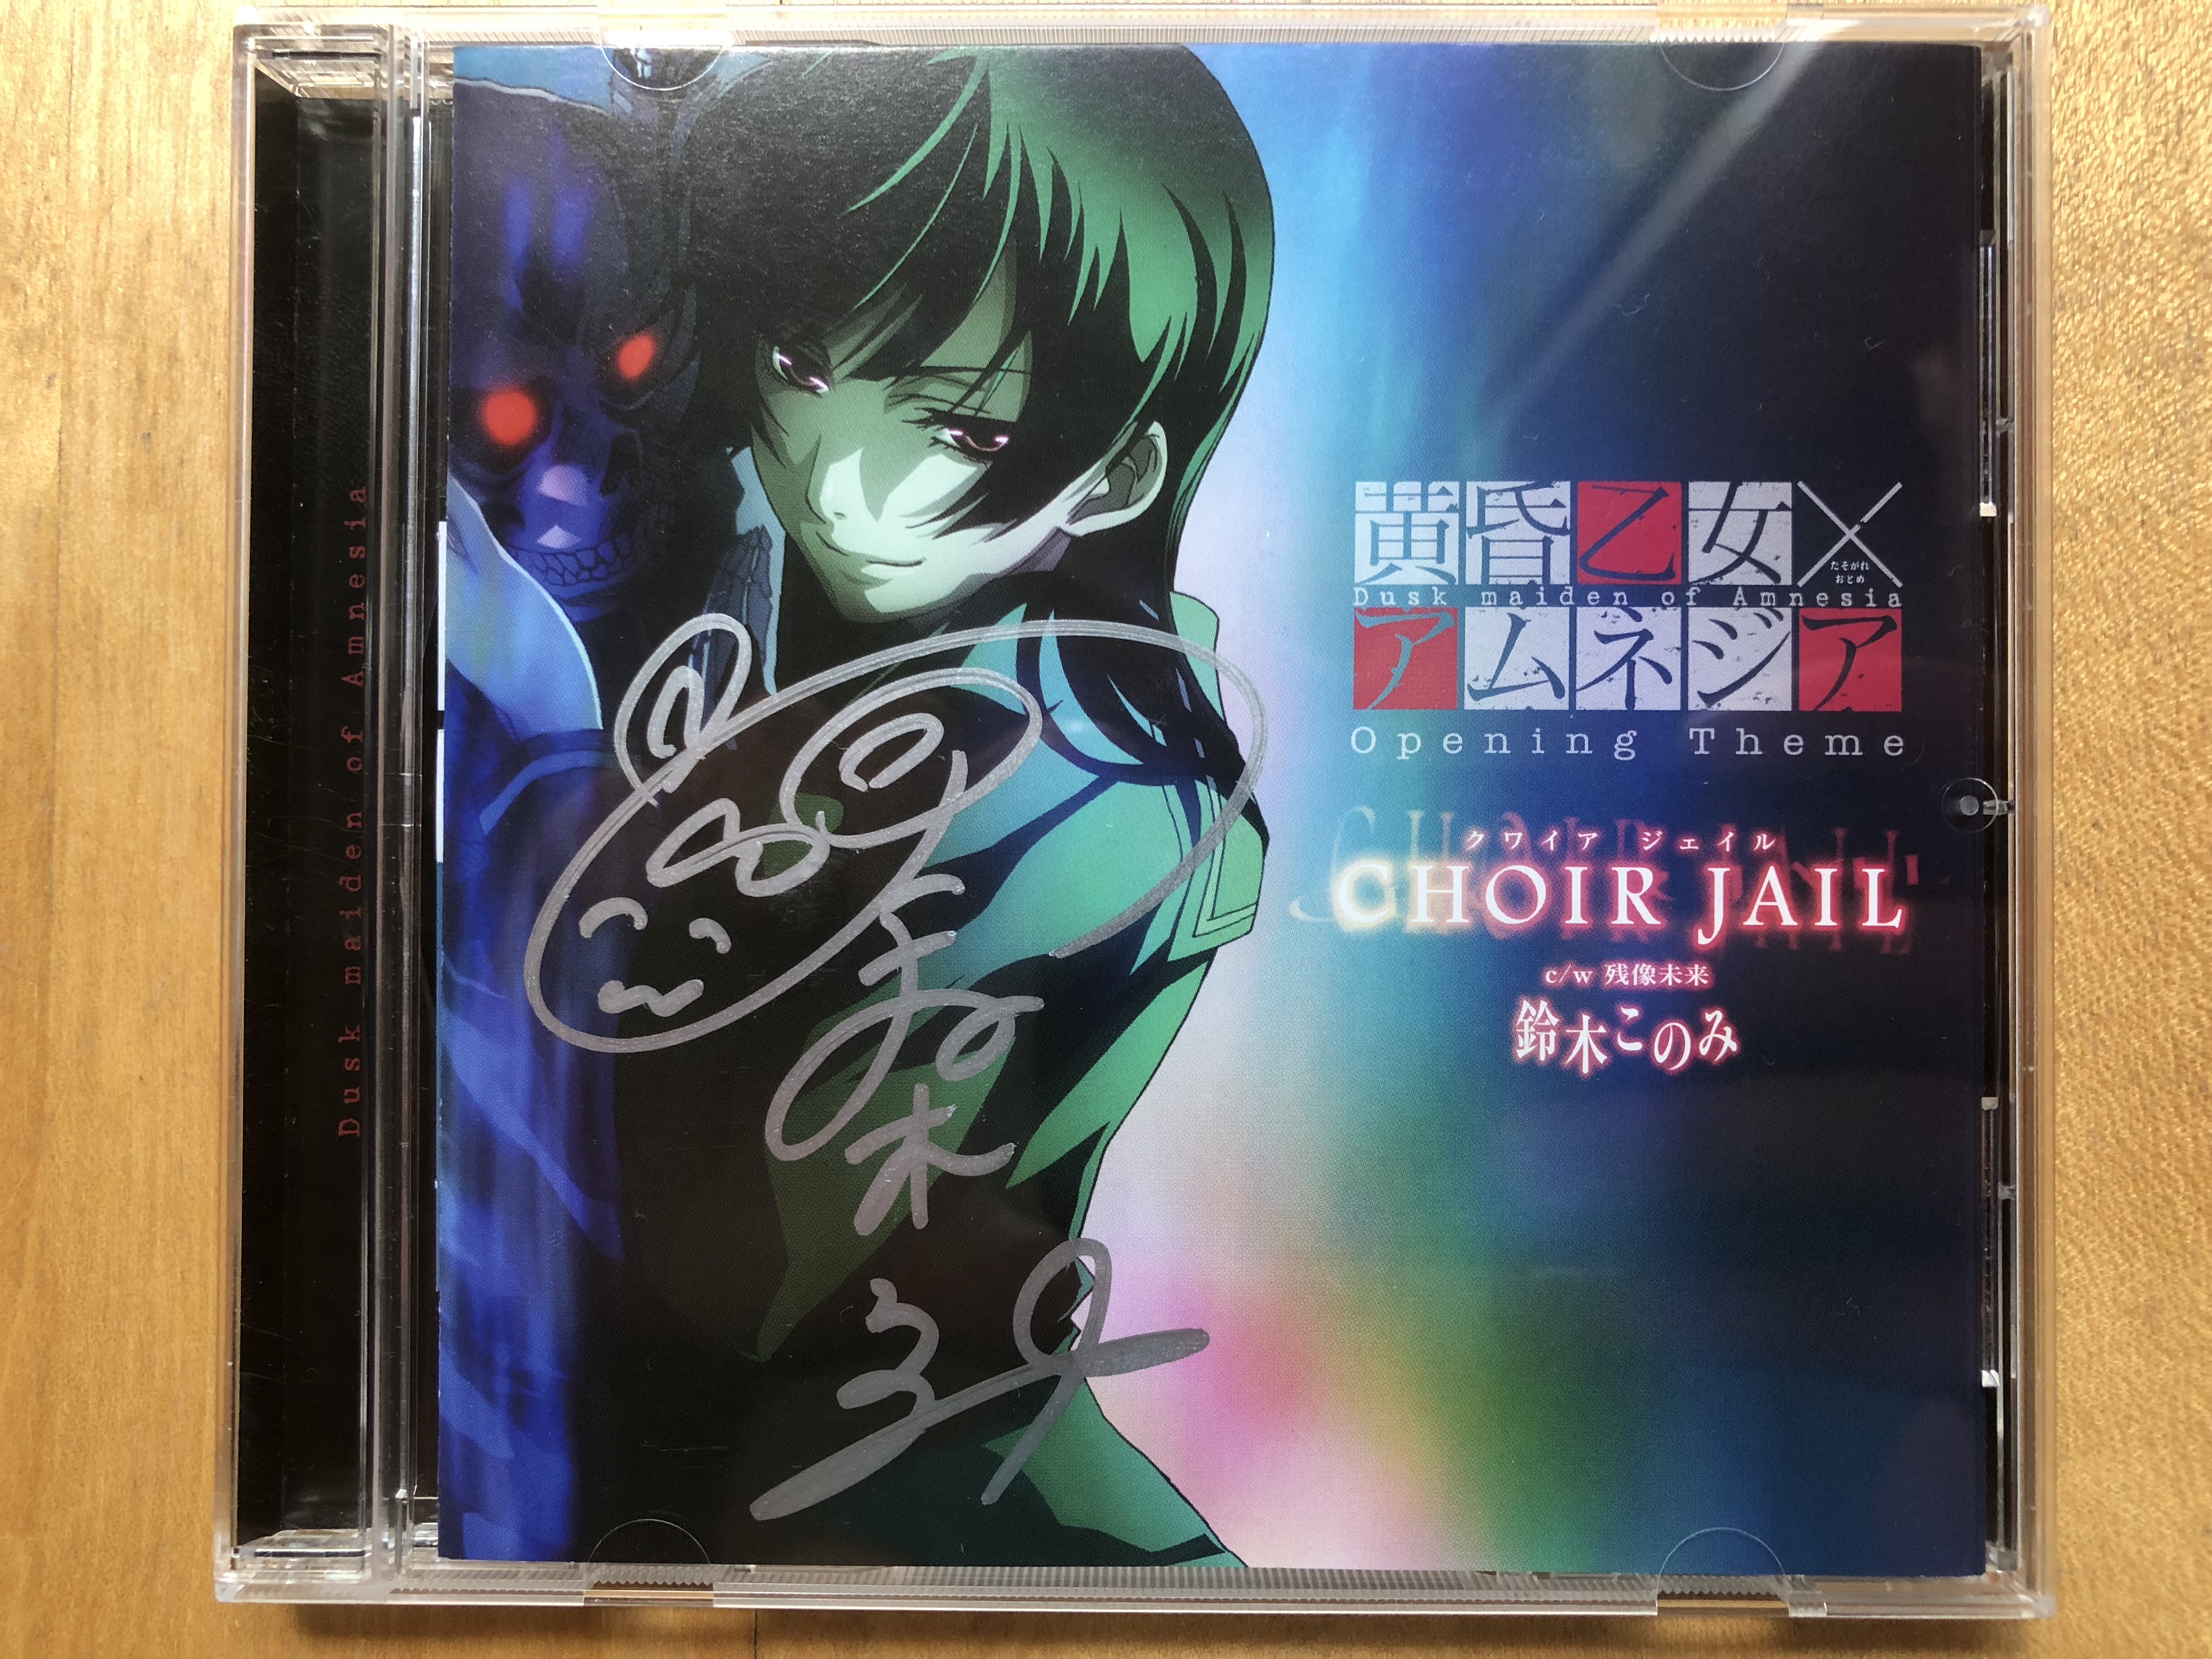 Dusk maiden of Amnesia
黄昏乙女×
たそがれ
おとめ
Dusk maiden of Amnesia
アムネジア
Opening Theme
クワイア ジェイル
CHOIR JAIL
c/w 残像未来
鈴木このみ